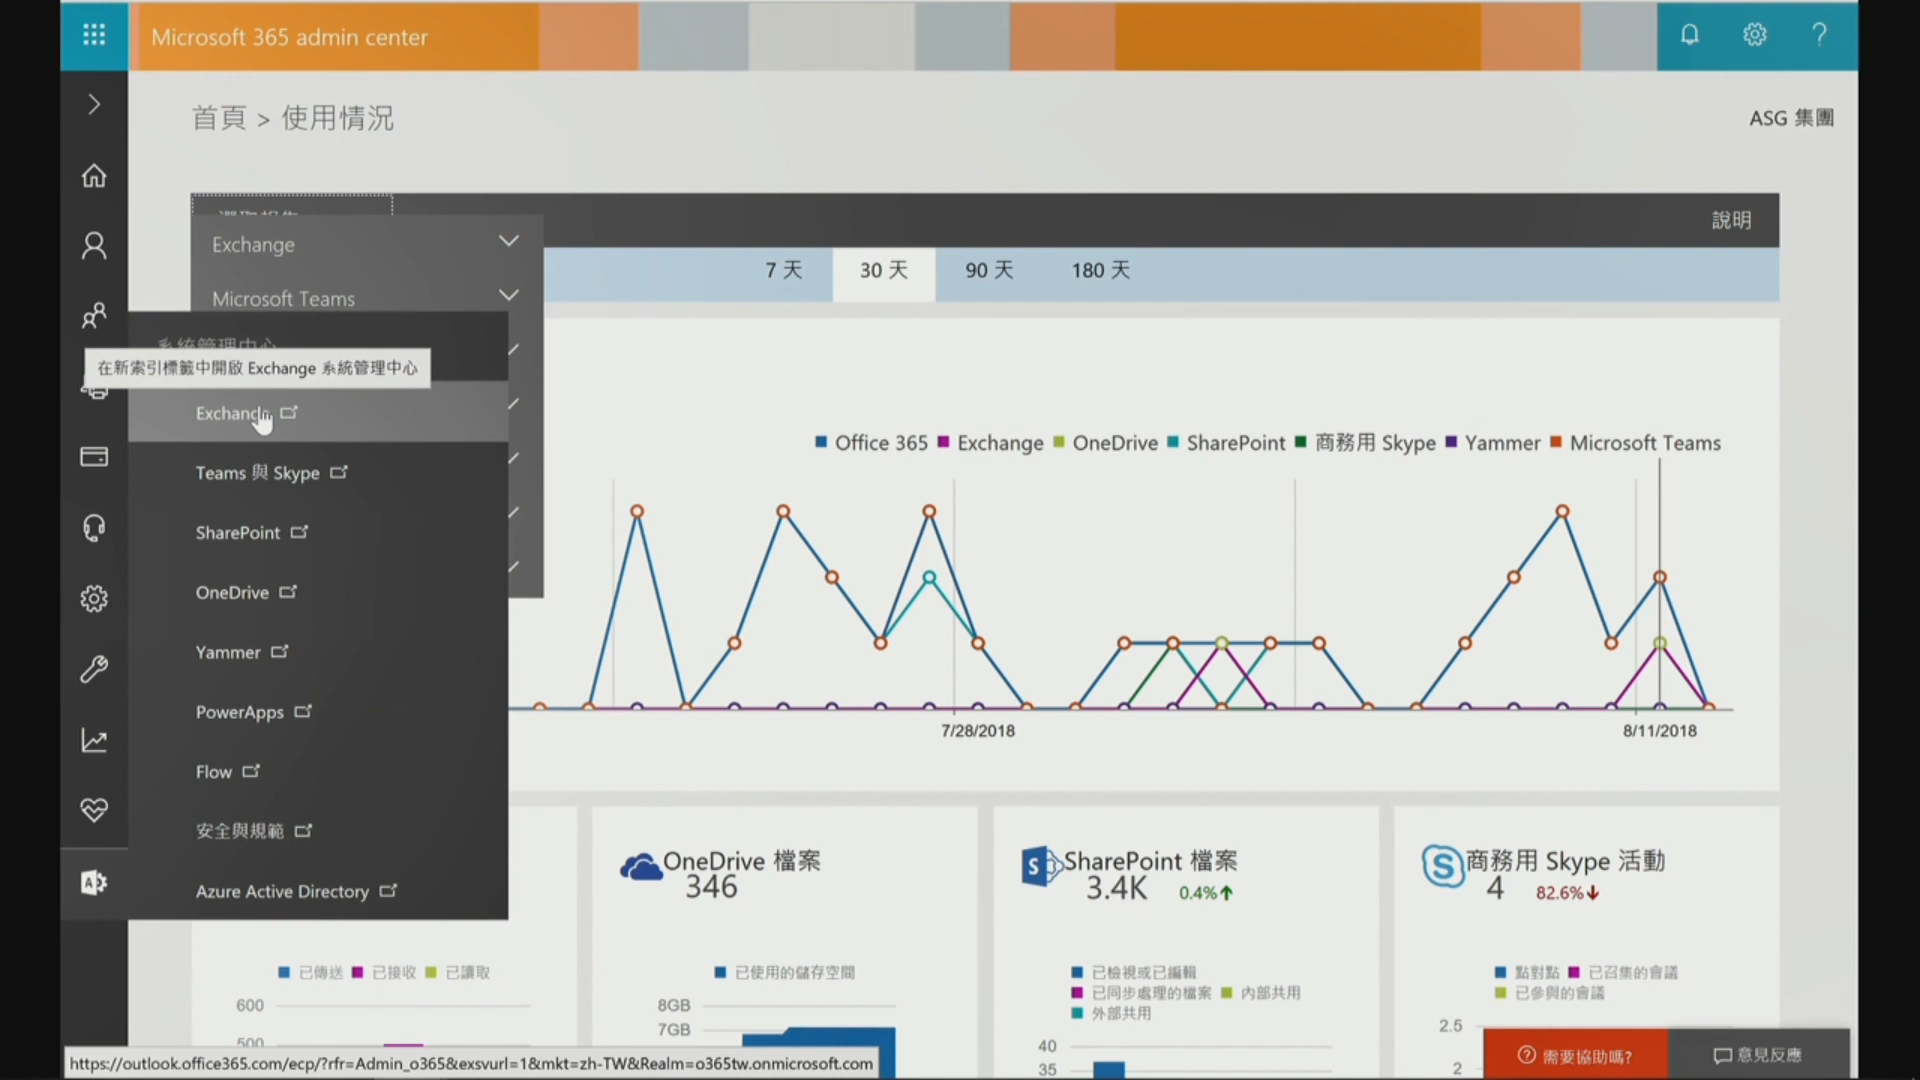 Microsoft 365 admin center
首頁 > 使用情況
ASG 集團
說明
Exchange
7 天
30 天
90 天
180 天
Microsoft Teams
系統管理中心
在新索引標籤中開啟 Exchange 系統管理中心
Exchange
Teams 與 Skype
SharePoint
OneDrive
Yammer
PowerApps
Flow
安全與規範
Azure Active Directory
Office 365
Exchange
OneDrive
SharePoint
商務用 Skype
Yammer
Microsoft Teams
7/28/2018
8/11/2018
OneDrive 檔案
346
SharePoint 檔案
3.4K
0.4%
商務用 Skype 活動
4
82.6%
已傳送
已接收
已讀取
600
500
已使用的儲存空間
8GB
7GB
已檢視或已編輯
已同步處理的檔案
內部共用
外部共用
40
35
點對點
已召集的會議
已參與的會議
2.5
2
需要協助嗎?
意見反應
https://outlook.office365.com/ecp/?rfr=Admin_o365&exsvurl=1&mkt=zh-TW&Realm=o365tw.onmicrosoft.com